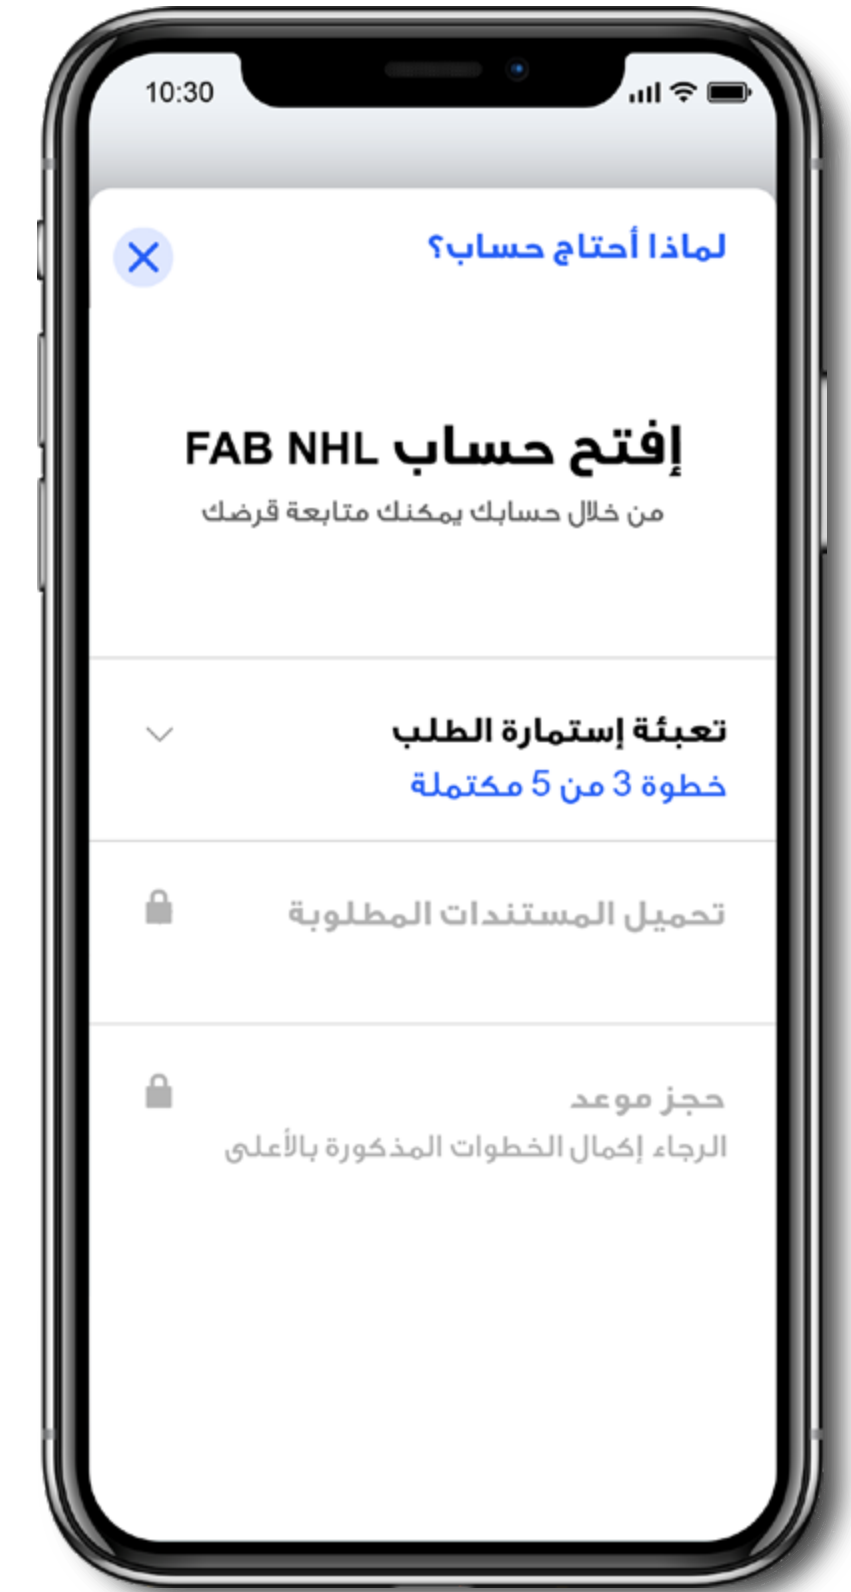 10:30
لماذا أحتاج حساب؟
إفتح حساب FAB NHL
من خلال حسابك يمكنك متابعة قرضك
تعبئة إستمارة الطلب
خطوة 3 من 5 مكتملة
تحميل المستندات المطلوبة
حجز موعد
الرجاء إكمال الخطوات المذكورة بالأعلى